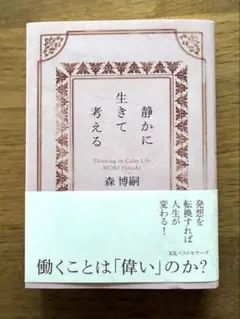 静かに
生きて
考える
Thinking in Calm Life
MORI Hiroshi
森 博嗣
発想を
転換すれば
人生が
変わる！
KKベストセラーズ
働くことは「偉い」のか?